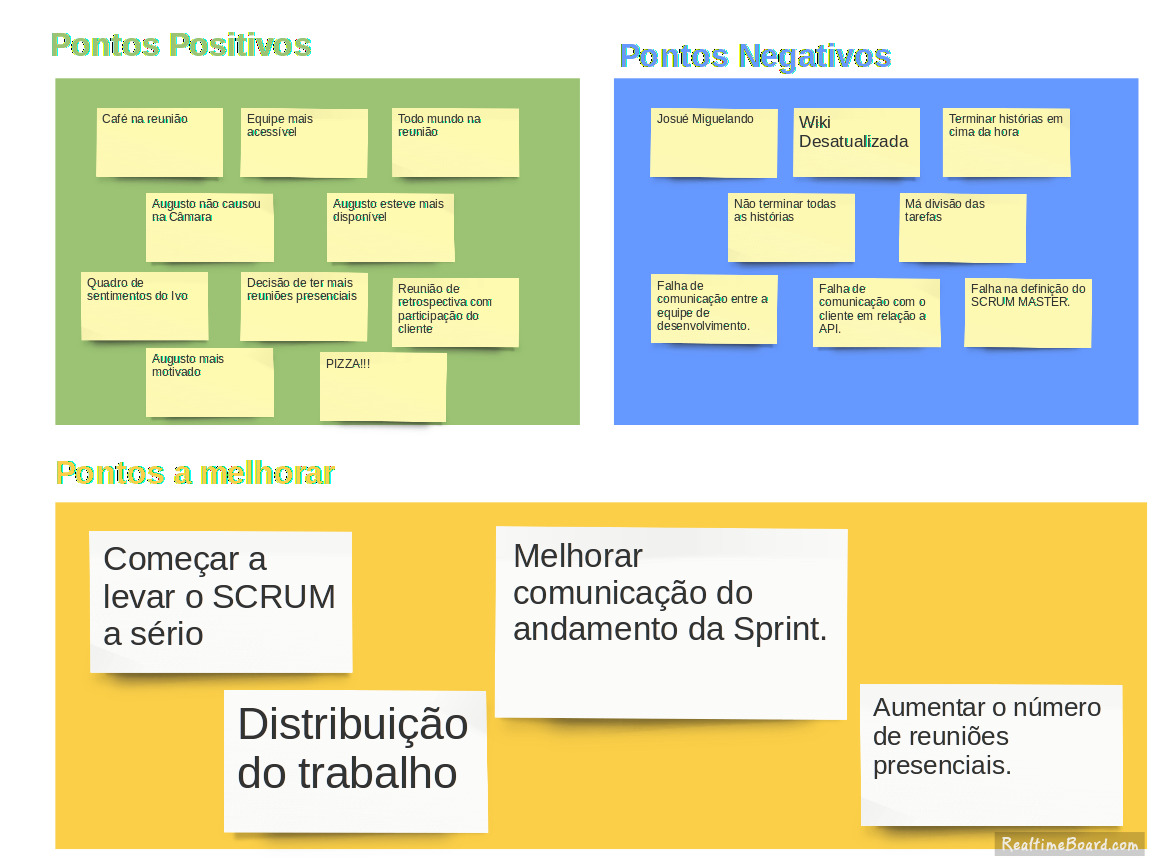 Pontos Positivos
Café na reunião
Equipe mais
acessível
Todo mundo na
reunião
Augusto não causou
na Câmara
Augusto esteve mais
disponível
Quadro de
sentimentos do Ivo
Decisão de ter mais
reuniões presenciais
Reunião de
retrospectiva com
participação do
cliente
Augusto mais
motivado
PIZZA!!!
Pontos Negativos
Josué Miguelando
Wiki
Desatualizada
Terminar histórias em
cima da hora
Não terminar todas
as histórias
Má divisão das
tarefas
Falha de
comunicação entre a
equipe de
desenvolvimento.
Falha de
comunicação com o
cliente em relação a
API.
Falha na definição do
SCRUM MASTER.
Pontos a melhorar
Começar a
levar o SCRUM
a sério
Melhorar
comunicação do
andamento da Sprint.
Distribuição
do trabalho
Aumentar o número
de reuniões
presenciais.
RealtimeBoard.com